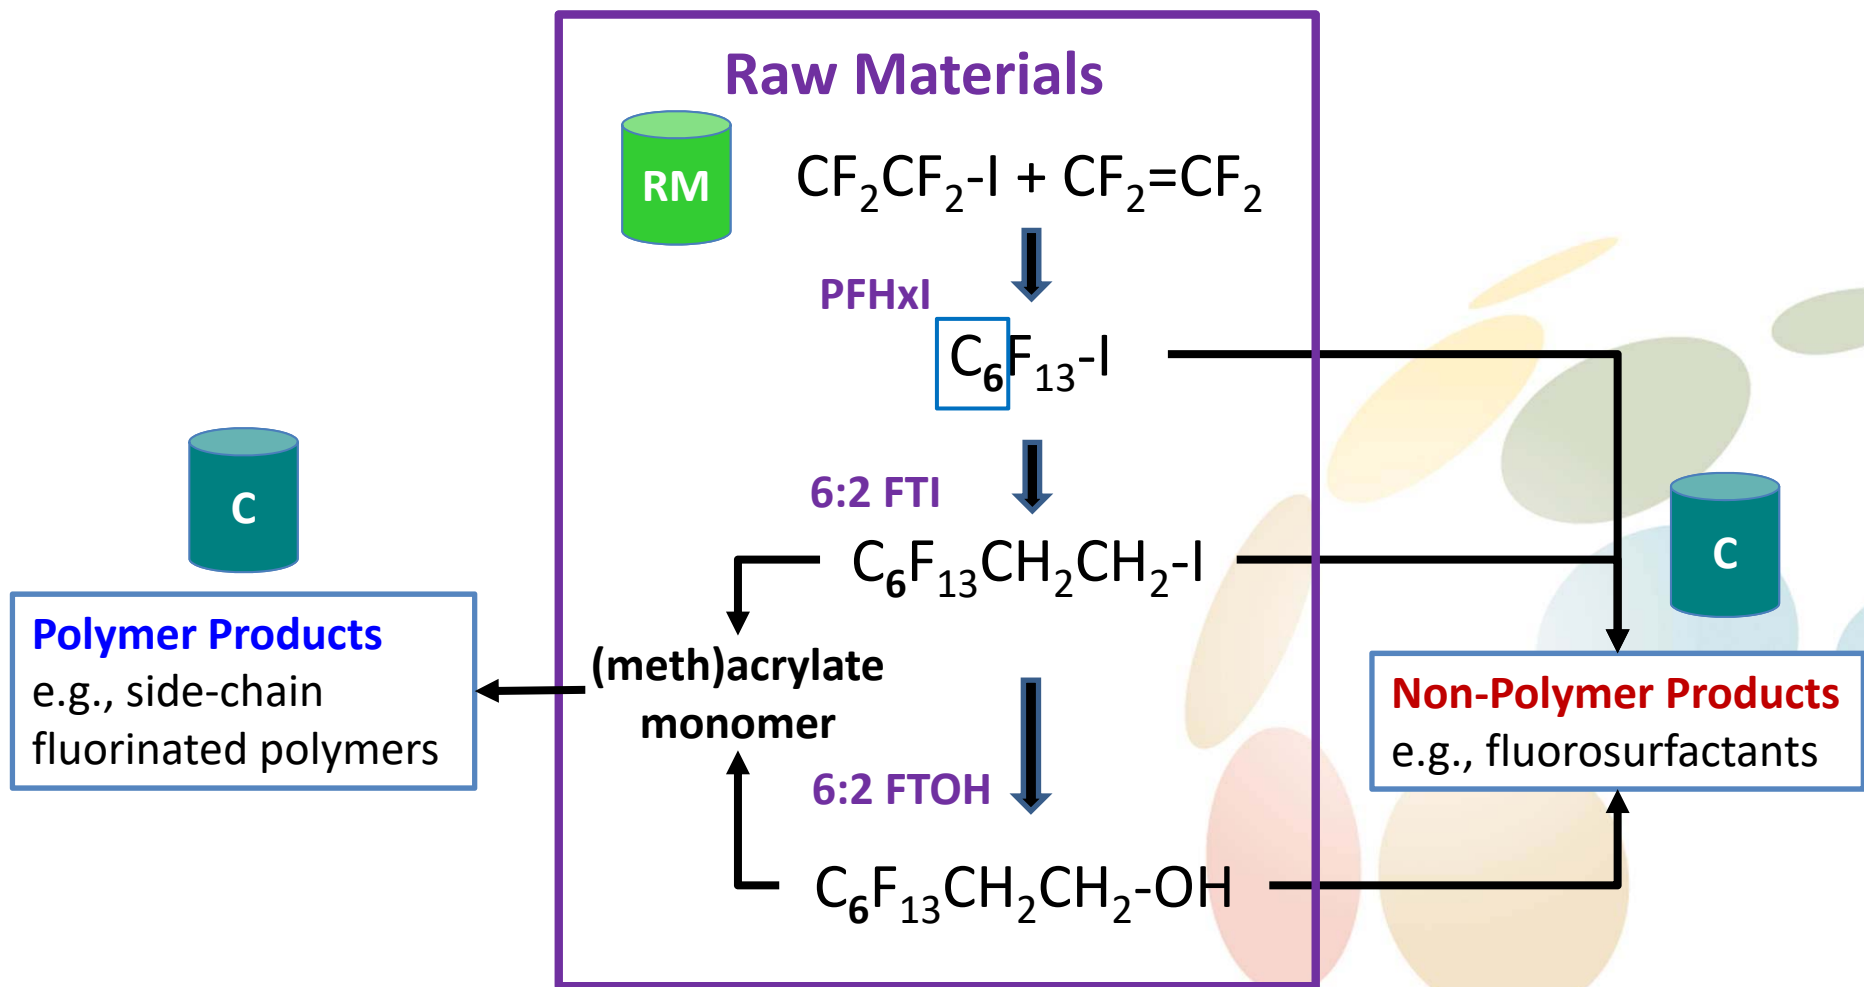 Raw Materials
RM
CF₂CF₂-I + CF₂=CF₂
PFHxI
C₆F₁₃-I
6:2 FTI
C₆F₁₃CH₂CH₂-I
(meth)acrylate
monomer
6:2 FTOH
C₆F₁₃CH₂CH₂-OH
C
Polymer Products
e.g., side-chain
fluorinated polymers
C
Non-Polymer Products
e.g., fluorosurfactants